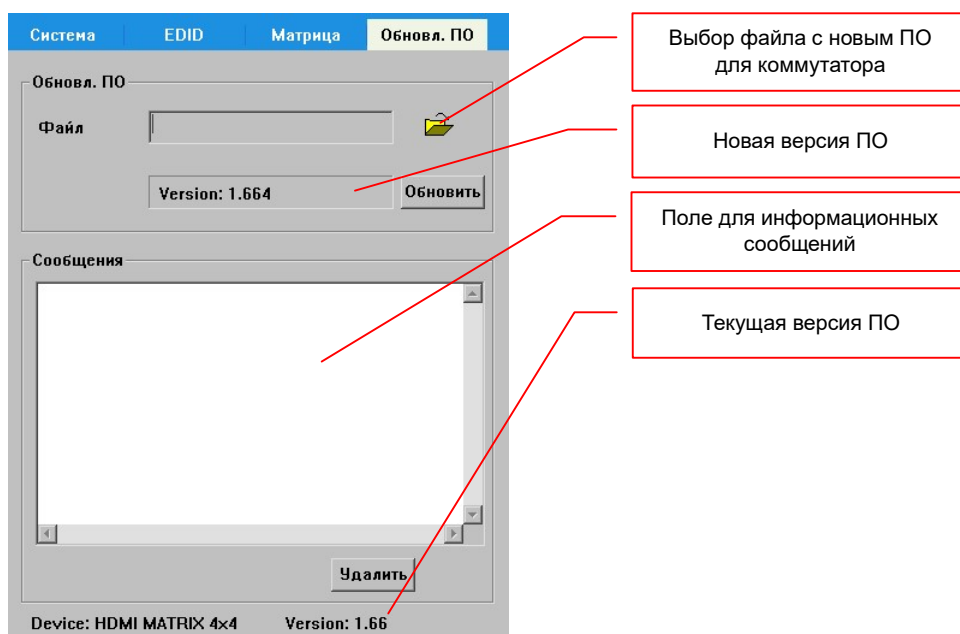 Система EDID Матрица Обновл. ПО
Выбор файла с новым ПО
для коммутатора
Обновл. ПО
Файл
Новая версия ПО
Version: 1.664 Обновить
Поле для информационных
сообщений
Сообщения
Текущая версия ПО
Удалить
Device: HDMI MATRIX 4x4 Version: 1.66